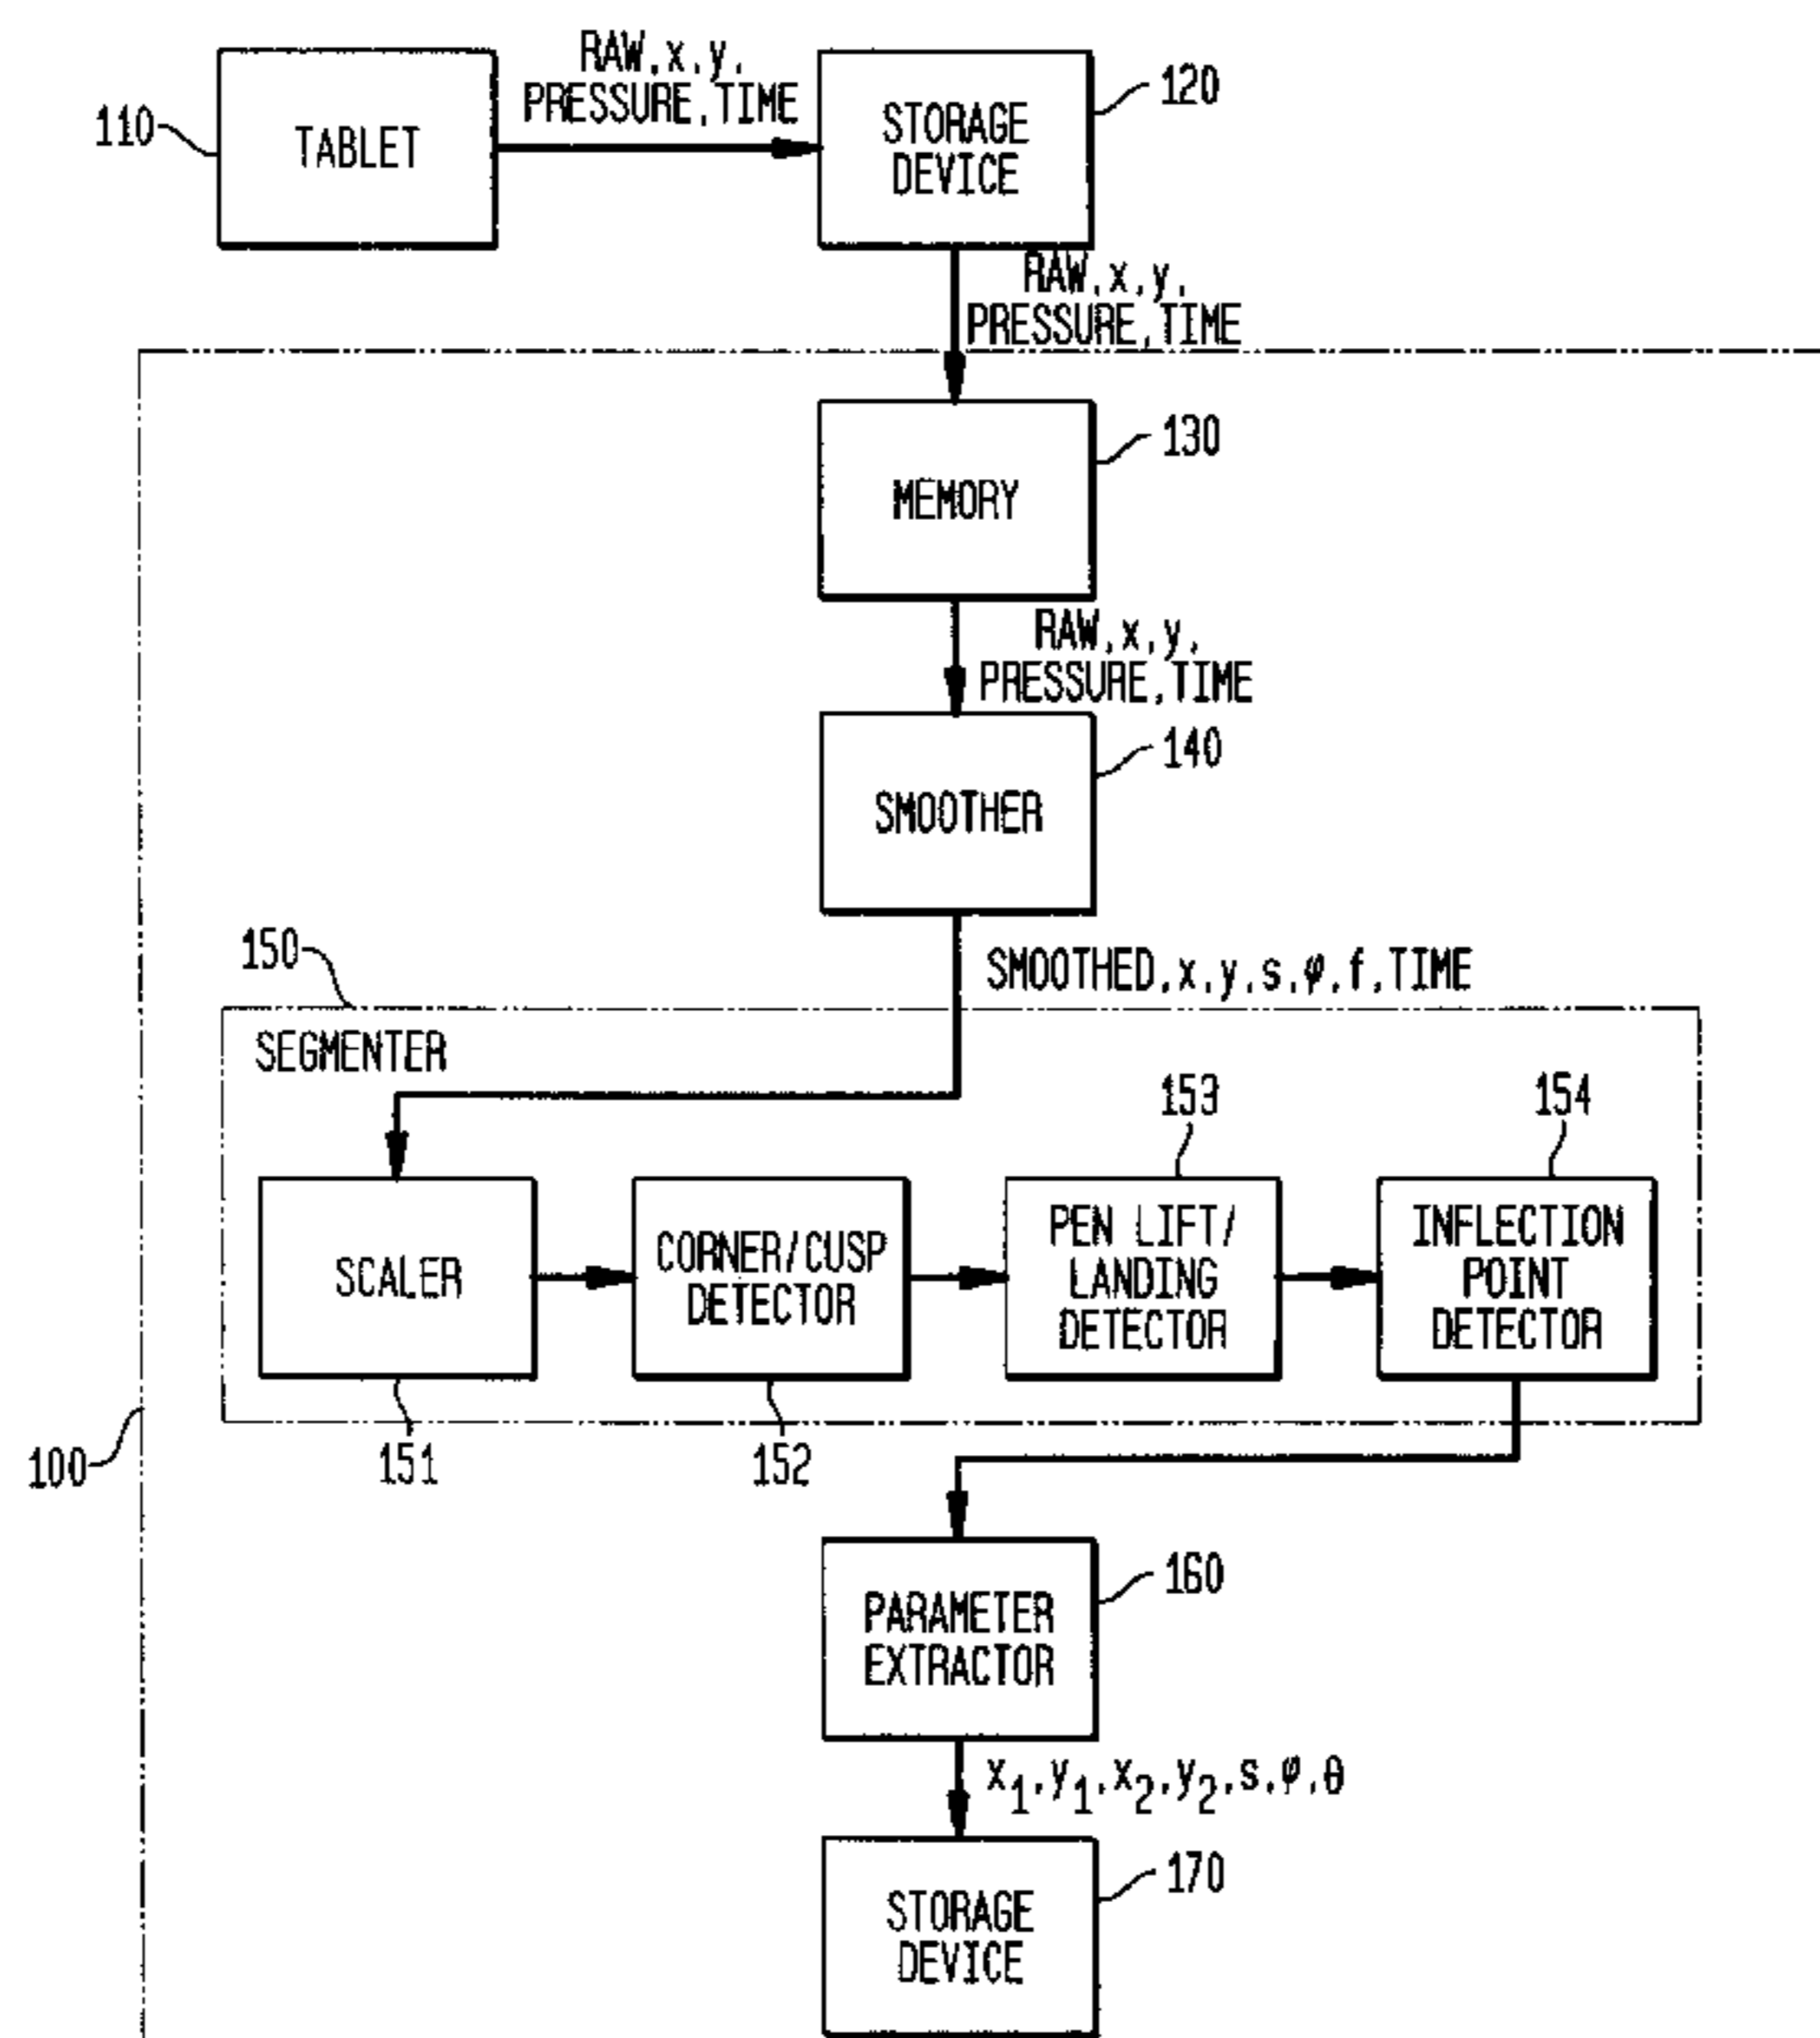 RAW,x,y,
PRESSURE,TIME
110
TABLET
STORAGE
DEVICE
120
RAW,x,y,
PRESSURE,TIME
MEMORY
130
RAW,x,y,
PRESSURE,TIME
SMOOTHER
140
150
SMOOTHED,x,y,s,φ,f,TIME
SEGMENTER
153
154
SCALER
CORNER/CUSP
DETECTOR
PEN LIFT/
LANDING
DETECTOR
INFLECTION
POINT
DETECTOR
100
151
152
PARAMETER
EXTRACTOR
160
x₁,y₁,x₂,y₂,s,φ,θ
STORAGE
DEVICE
170